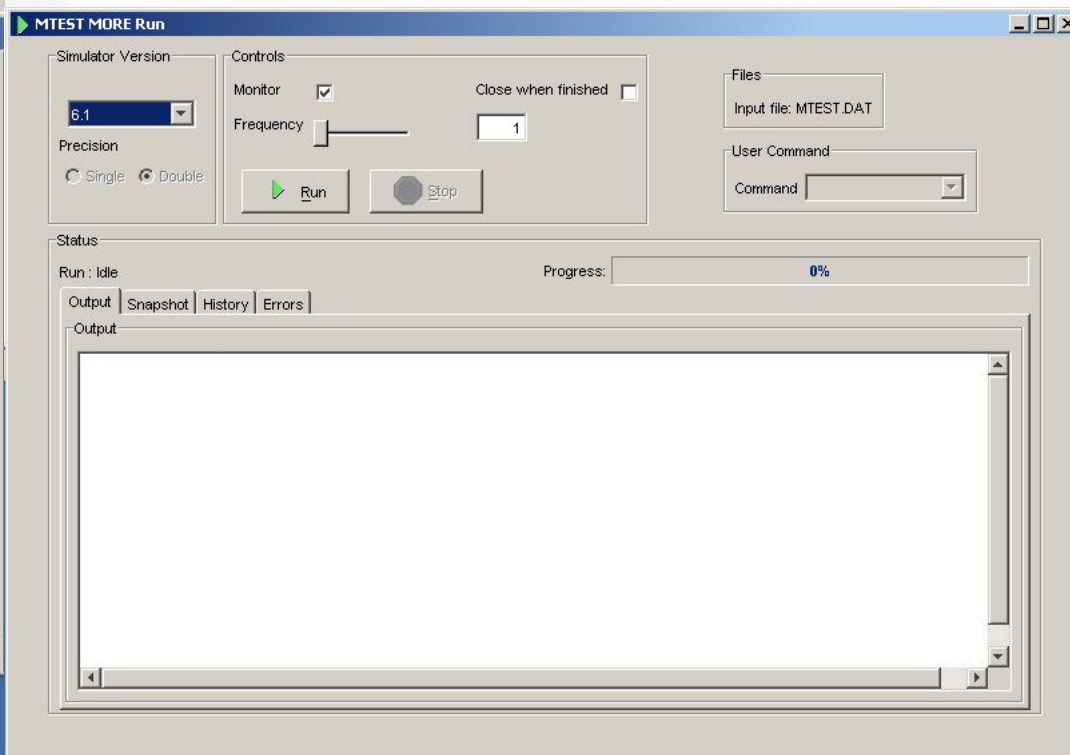 MTEST MORE Run
Simulator Version
6.1
Precision
Single Double
Controls
Monitor
Close when finished
Frequency
1
Run
Stop
Files
Input file: MTEST.DAT
User Command
Command
Status
Run : Idle
Progress:
0%
Output Snapshot History Errors
Output